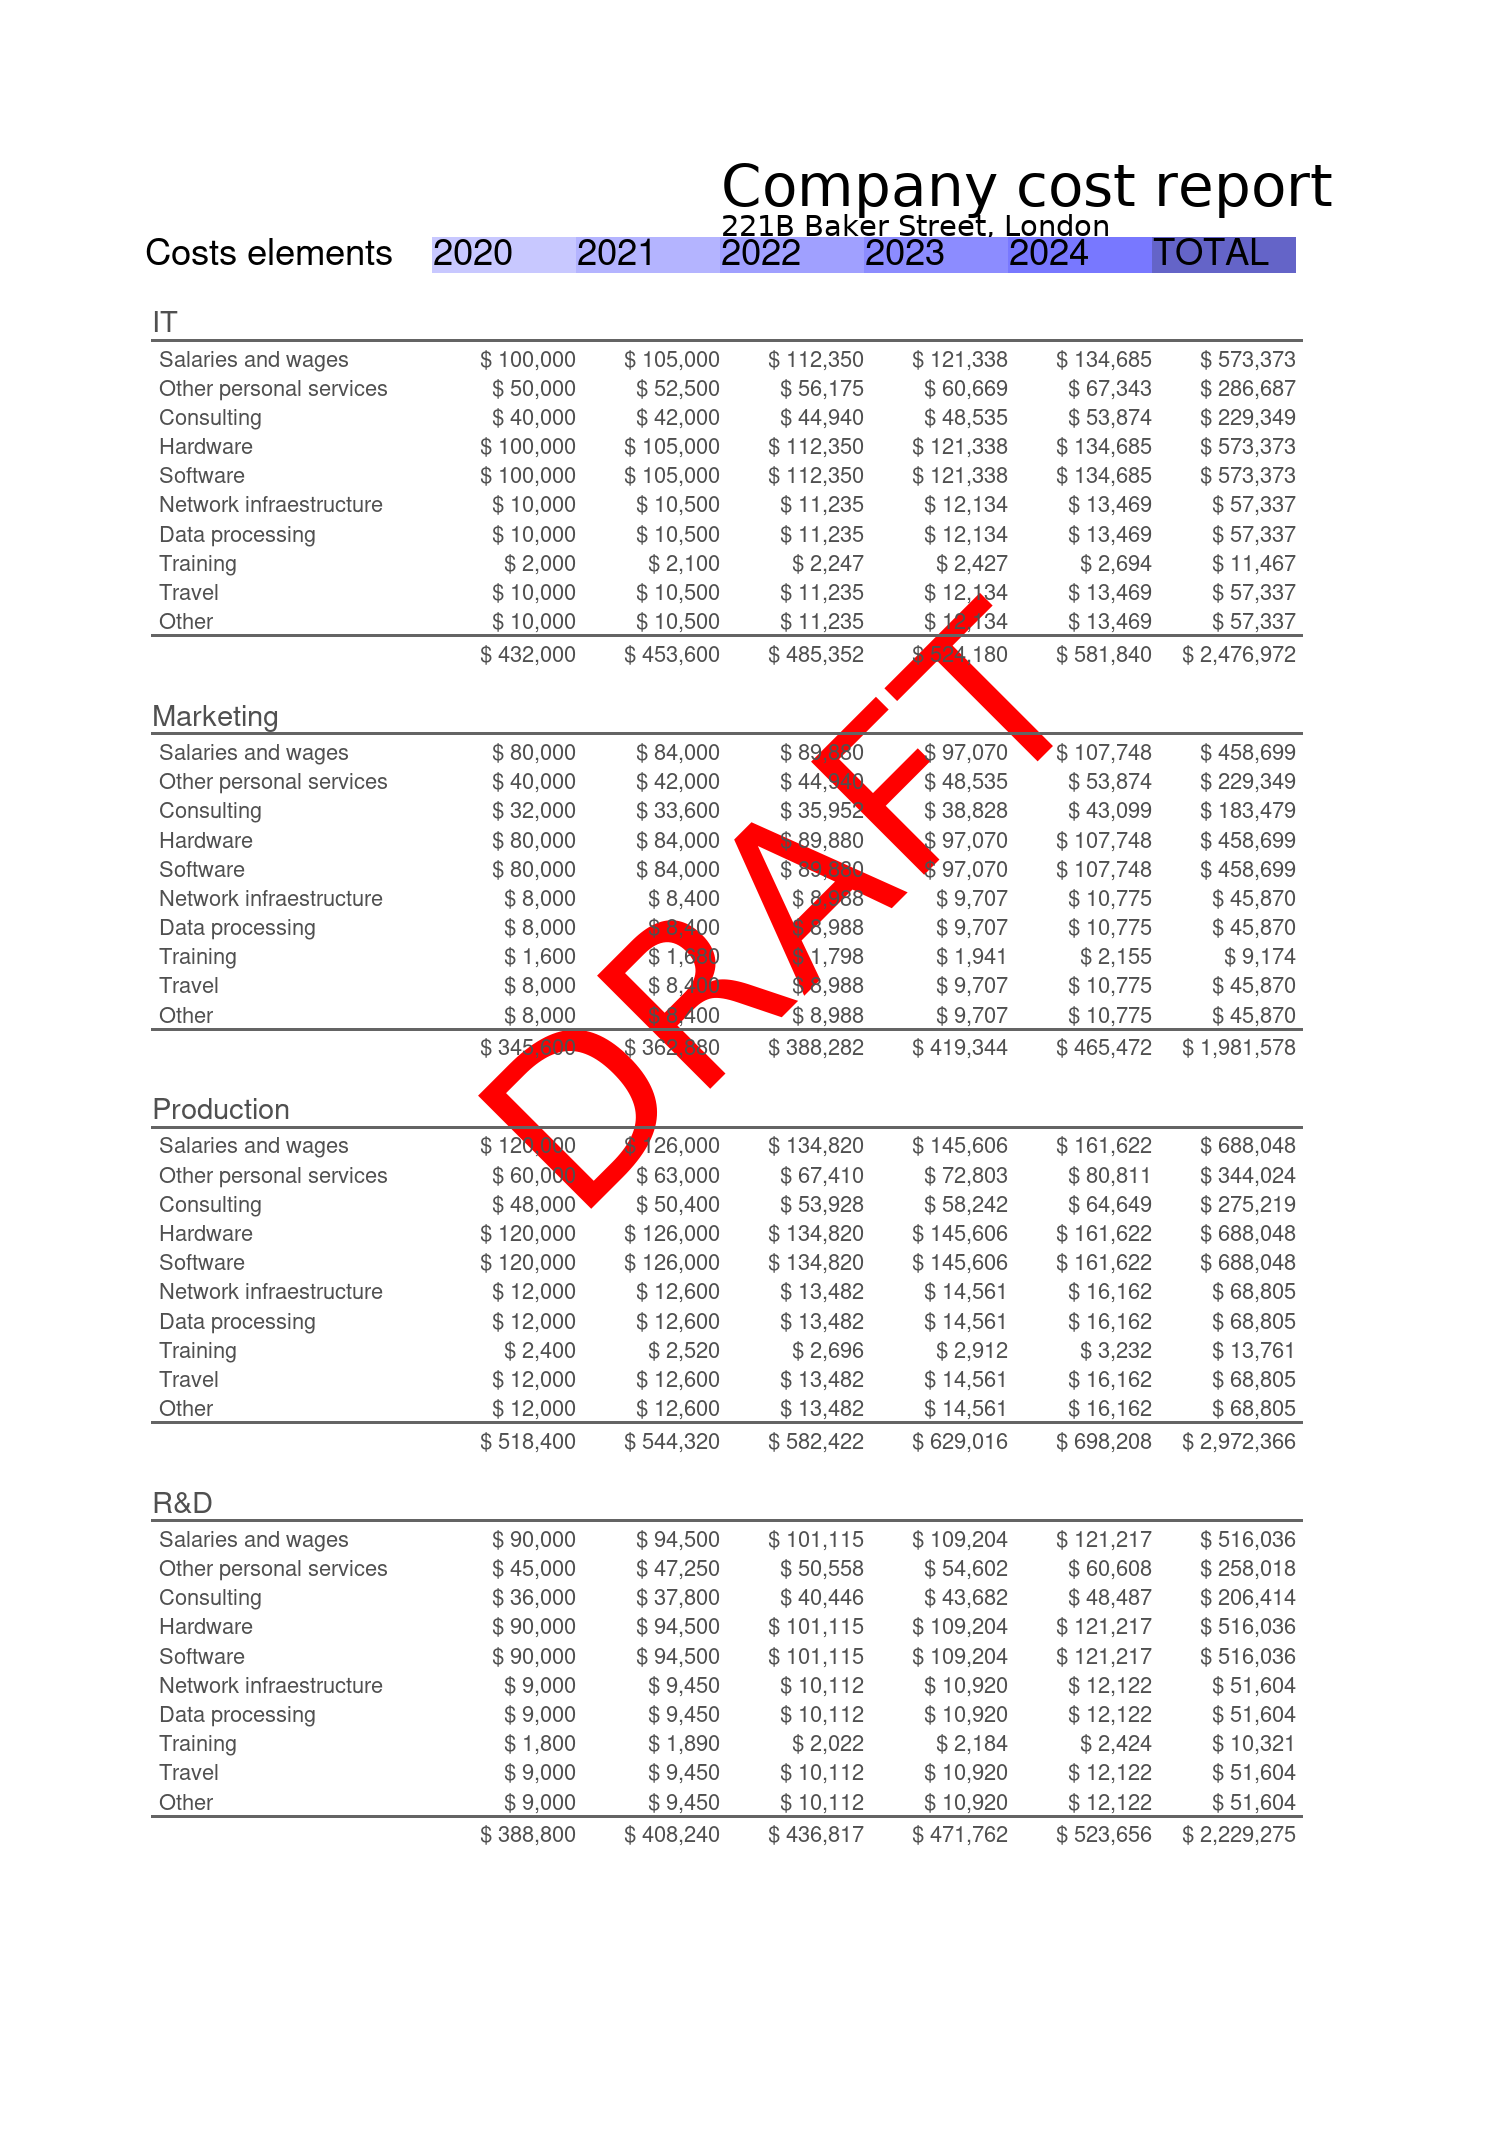 Company cost report
221B Baker Street, London
Costs elements 2020 2021 2022 2023 2024 TOTAL
IT
Salaries and wages $ 100,000 $ 105,000 $ 112,350 $ 121,338 $ 134,685 $ 573,373
Other personal services $ 50,000 $ 52,500 $ 56,175 $ 60,669 $ 67,343 $ 286,687
Consulting $ 40,000 $ 42,000 $ 44,940 $ 48,535 $ 53,874 $ 229,349
Hardware $ 100,000 $ 105,000 $ 112,350 $ 121,338 $ 134,685 $ 573,373
Software $ 100,000 $ 105,000 $ 112,350 $ 121,338 $ 134,685 $ 573,373
Network infraestructure $ 10,000 $ 10,500 $ 11,235 $ 12,134 $ 13,469 $ 57,337
Data processing $ 10,000 $ 10,500 $ 11,235 $ 12,134 $ 13,469 $ 57,337
Training $ 2,000 $ 2,100 $ 2,247 $ 2,427 $ 2,694 $ 11,467
Travel $ 10,000 $ 10,500 $ 11,235 $ 12,134 $ 13,469 $ 57,337
Other $ 10,000 $ 10,500 $ 11,235 $ 12,134 $ 13,469 $ 57,337
$ 432,000 $ 453,600 $ 485,352 $ 524,180 $ 581,840 $ 2,476,972
Marketing
Salaries and wages $ 80,000 $ 84,000 $ 89,880 $ 97,070 $ 107,748 $ 458,699
Other personal services $ 40,000 $ 42,000 $ 44,940 $ 48,535 $ 53,874 $ 229,349
Consulting $ 32,000 $ 33,600 $ 35,952 $ 38,828 $ 43,099 $ 183,479
Hardware $ 80,000 $ 84,000 $ 89,880 $ 97,070 $ 107,748 $ 458,699
Software $ 80,000 $ 84,000 $ 89,880 $ 97,070 $ 107,748 $ 458,699
Network infraestructure $ 8,000 $ 8,400 $ 8,988 $ 9,707 $ 10,775 $ 45,870
Data processing $ 8,000 $ 8,400 $ 8,988 $ 9,707 $ 10,775 $ 45,870
Training $ 1,600 $ 1,680 $ 1,798 $ 1,941 $ 2,155 $ 9,174
Travel $ 8,000 $ 8,400 $ 8,988 $ 9,707 $ 10,775 $ 45,870
Other $ 8,000 $ 8,400 $ 8,988 $ 9,707 $ 10,775 $ 45,870
$ 345,600 $ 362,880 $ 388,282 $ 419,344 $ 465,472 $ 1,981,578
DRAFT
Production
Salaries and wages $ 120,000 $ 126,000 $ 134,820 $ 145,606 $ 161,622 $ 688,048
Other personal services $ 60,000 $ 63,000 $ 67,410 $ 72,803 $ 80,811 $ 344,024
Consulting $ 48,000 $ 50,400 $ 53,928 $ 58,242 $ 64,649 $ 275,219
Hardware $ 120,000 $ 126,000 $ 134,820 $ 145,606 $ 161,622 $ 688,048
Software $ 120,000 $ 126,000 $ 134,820 $ 145,606 $ 161,622 $ 688,048
Network infraestructure $ 12,000 $ 12,600 $ 13,482 $ 14,561 $ 16,162 $ 68,805
Data processing $ 12,000 $ 12,600 $ 13,482 $ 14,561 $ 16,162 $ 68,805
Training $ 2,400 $ 2,520 $ 2,696 $ 2,912 $ 3,232 $ 13,761
Travel $ 12,000 $ 12,600 $ 13,482 $ 14,561 $ 16,162 $ 68,805
Other $ 12,000 $ 12,600 $ 13,482 $ 14,561 $ 16,162 $ 68,805
$ 518,400 $ 544,320 $ 582,422 $ 629,016 $ 698,208 $ 2,972,366
R&D
Salaries and wages $ 90,000 $ 94,500 $ 101,115 $ 109,204 $ 121,217 $ 516,036
Other personal services $ 45,000 $ 47,250 $ 50,558 $ 54,602 $ 60,608 $ 258,018
Consulting $ 36,000 $ 37,800 $ 40,446 $ 43,682 $ 48,487 $ 206,414
Hardware $ 90,000 $ 94,500 $ 101,115 $ 109,204 $ 121,217 $ 516,036
Software $ 90,000 $ 94,500 $ 101,115 $ 109,204 $ 121,217 $ 516,036
Network infraestructure $ 9,000 $ 9,450 $ 10,112 $ 10,920 $ 12,122 $ 51,604
Data processing $ 9,000 $ 9,450 $ 10,112 $ 10,920 $ 12,122 $ 51,604
Training $ 1,800 $ 1,890 $ 2,022 $ 2,184 $ 2,424 $ 10,321
Travel $ 9,000 $ 9,450 $ 10,112 $ 10,920 $ 12,122 $ 51,604
Other $ 9,000 $ 9,450 $ 10,112 $ 10,920 $ 12,122 $ 51,604
$ 388,800 $ 408,240 $ 436,817 $ 471,762 $ 523,656 $ 2,229,275